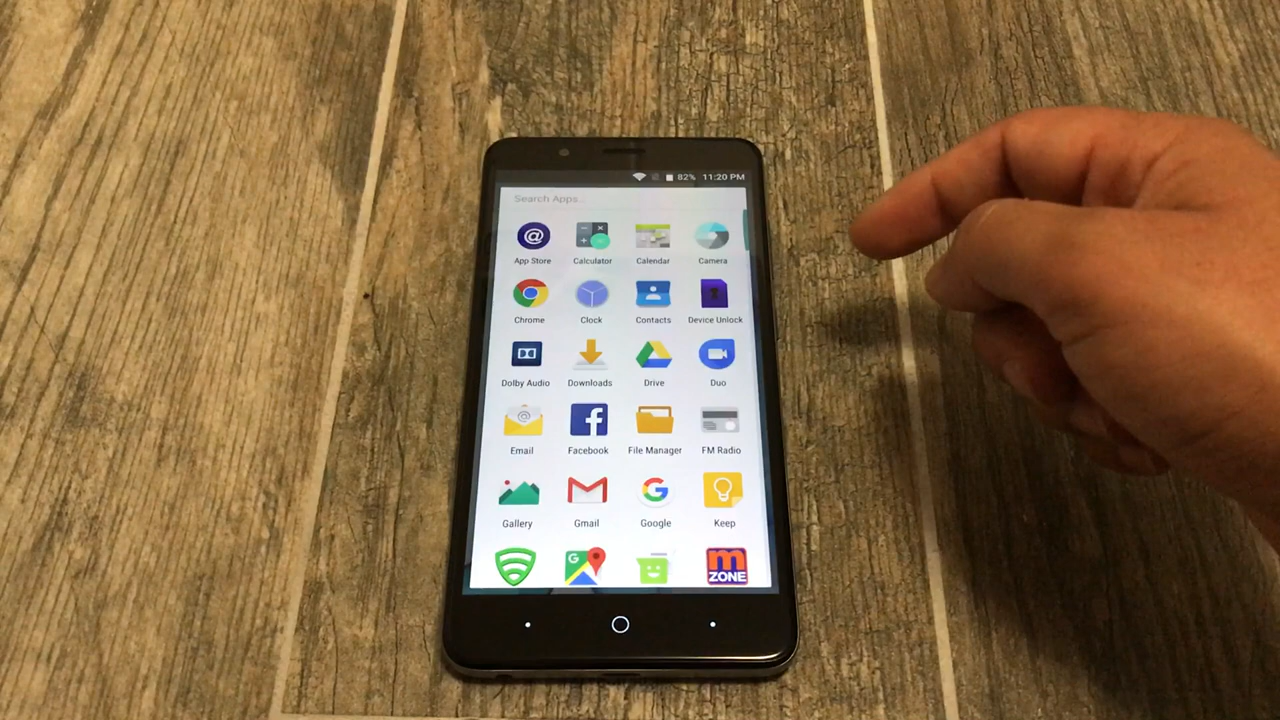 82% 11:20 PM
Search Apps...
@
App Store Calculator Calendar Camera
Chrome Clock Contacts Device Unlock
Dolby Audio Downloads Drive Duo
@ f
Email Facebook File Manager FM Radio
M G
Gallery Gmail Google Keep
G m
ZONE